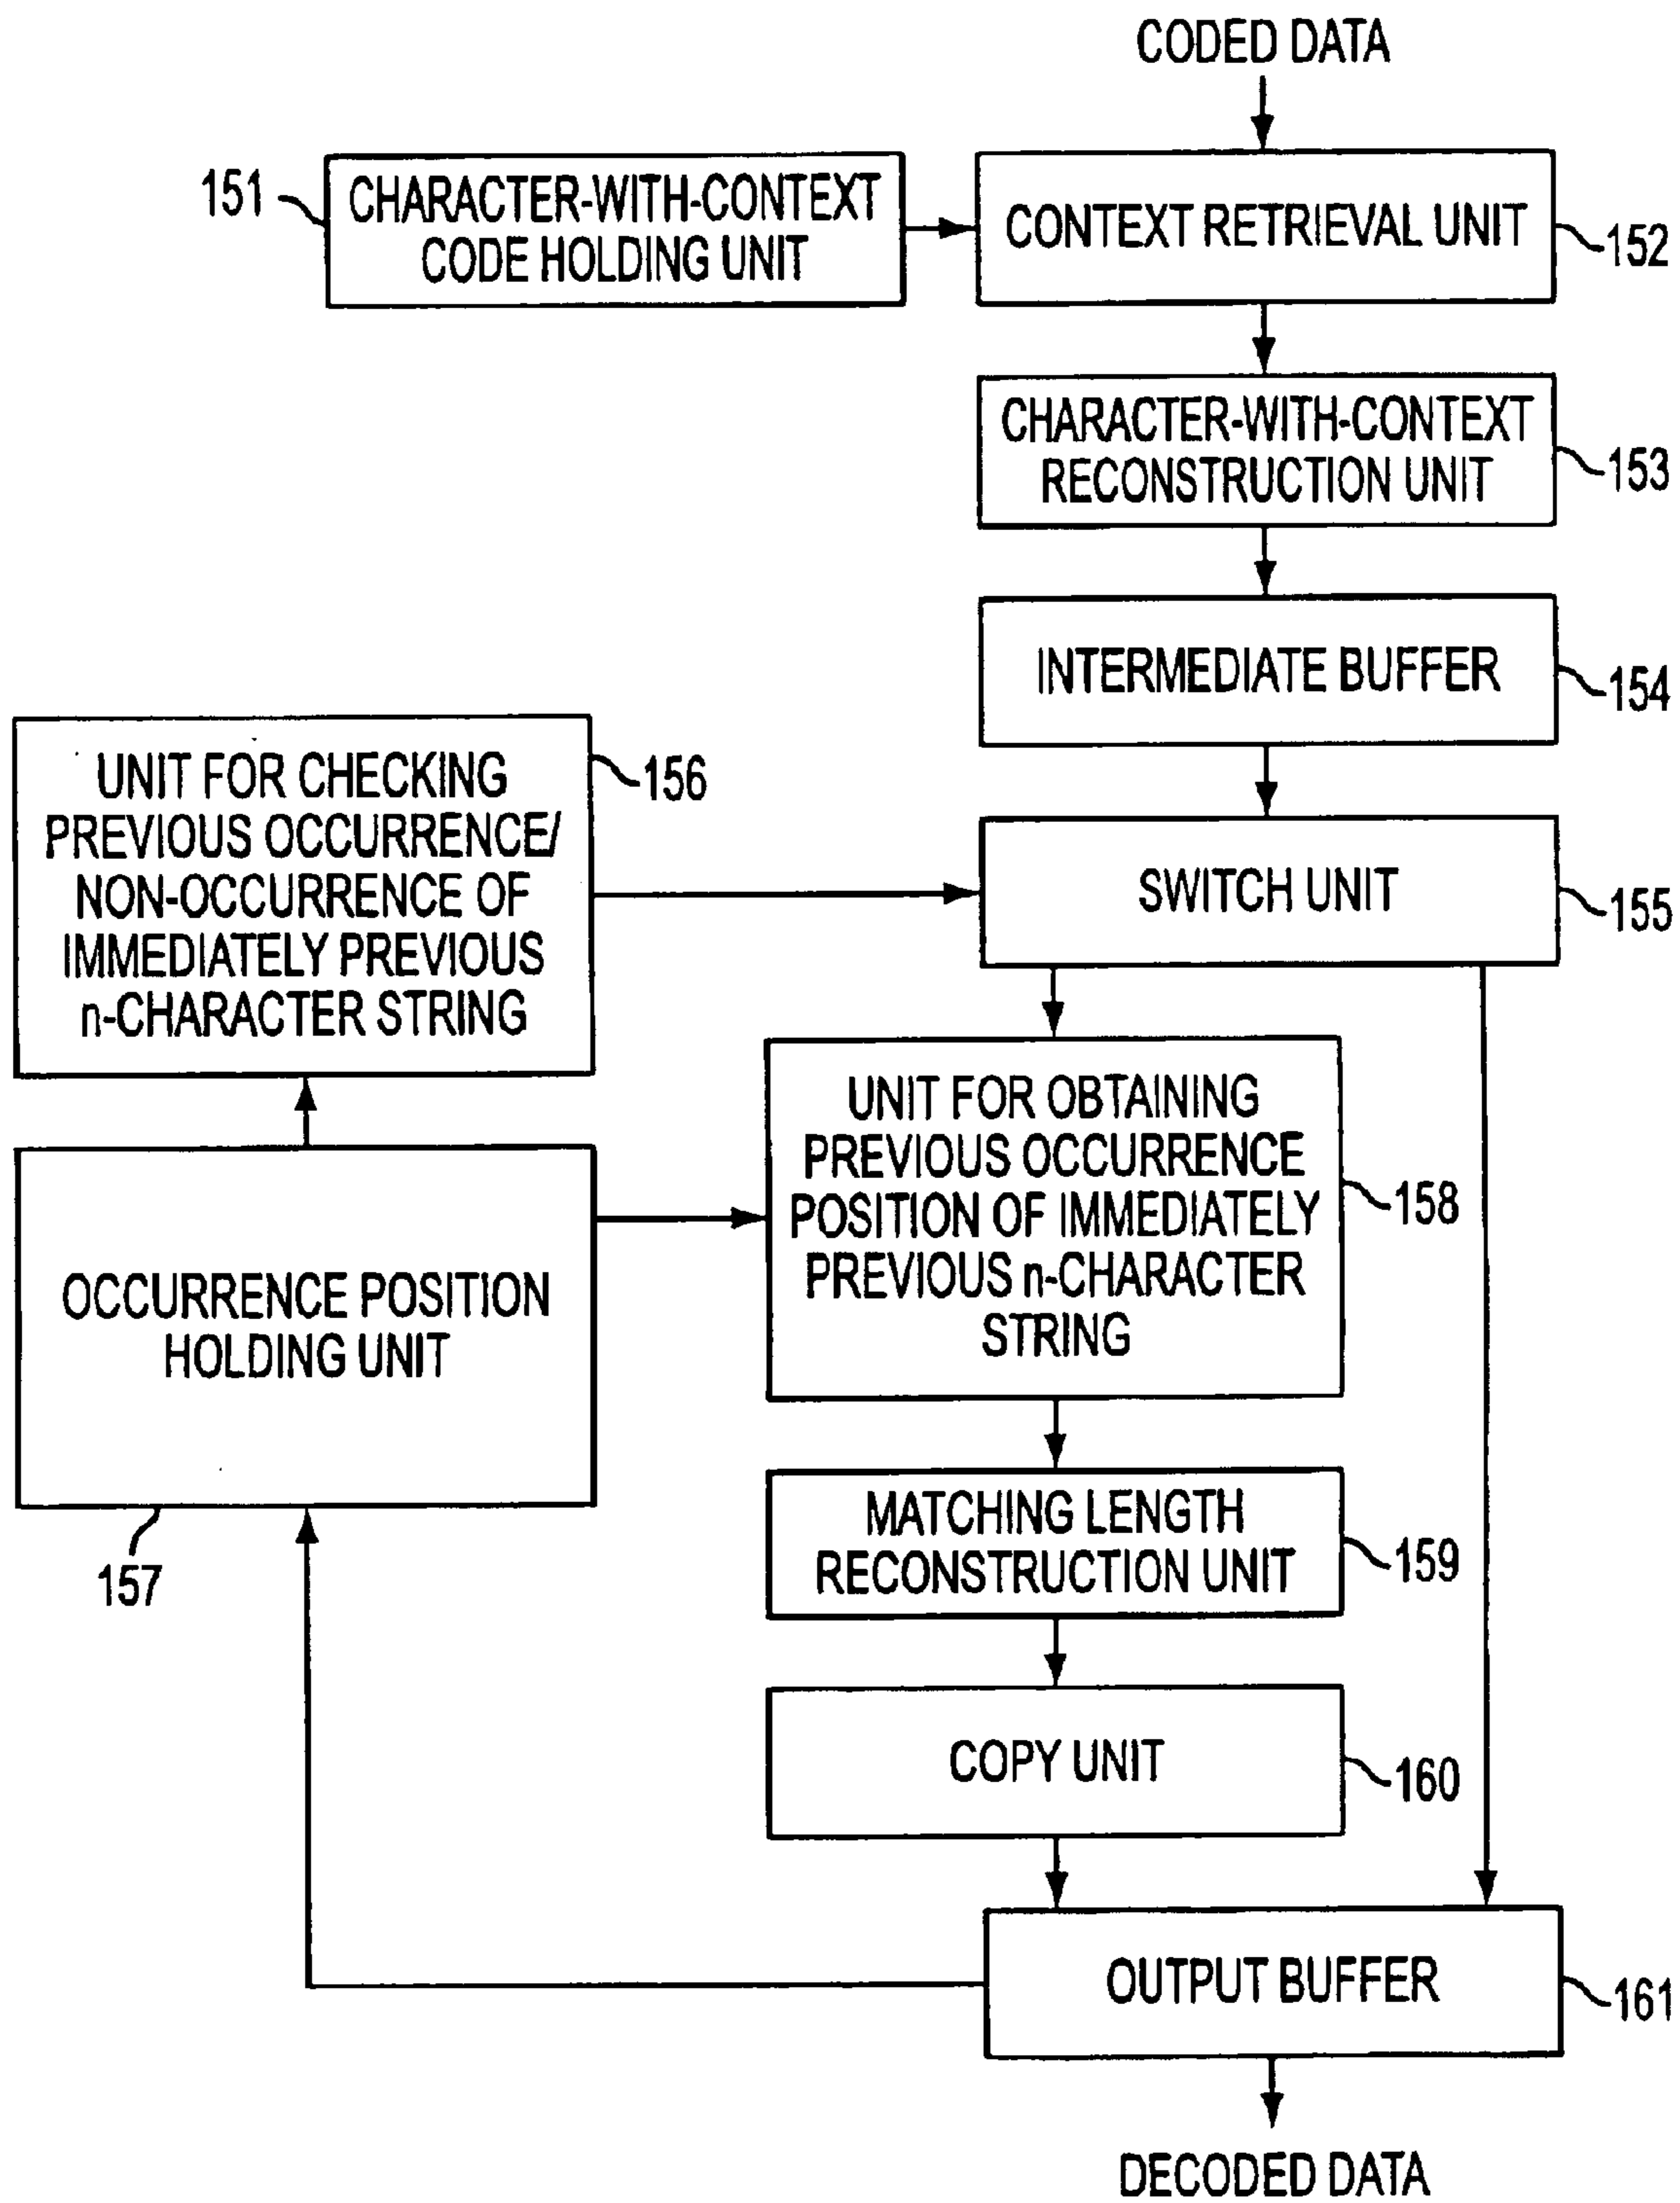 CODED DATA
151
CHARACTER-WITH-CONTEXT
CODE HOLDING UNIT
CONTEXT RETRIEVAL UNIT
152
CHARACTER-WITH-CONTEXT
RECONSTRUCTION UNIT
153
INTERMEDIATE BUFFER
154
UNIT FOR CHECKING
PREVIOUS OCCURRENCE/
NON-OCCURRENCE OF
IMMEDIATELY PREVIOUS
n-CHARACTER STRING
156
SWITCH UNIT
155
UNIT FOR OBTAINING
PREVIOUS OCCURRENCE
POSITION OF IMMEDIATELY
PREVIOUS n-CHARACTER
STRING
158
OCCURRENCE POSITION
HOLDING UNIT
157
MATCHING LENGTH
RECONSTRUCTION UNIT
159
COPY UNIT
160
OUTPUT BUFFER
161
DECODED DATA